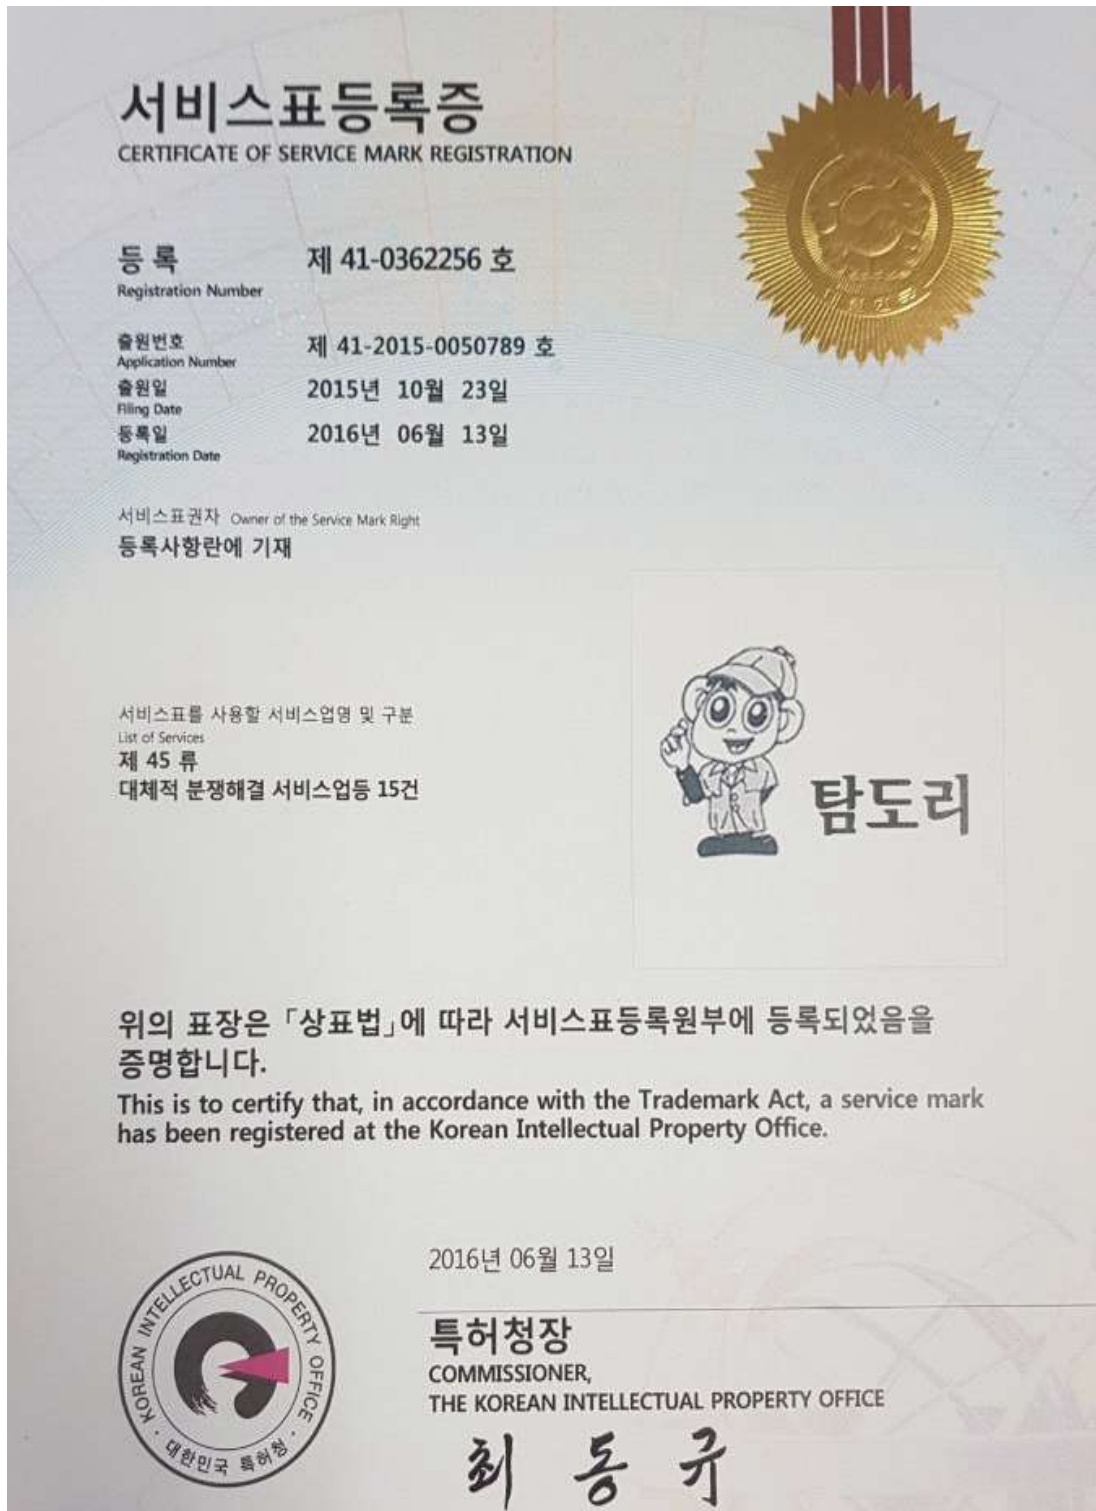 서비스표등록증
CERTIFICATE OF SERVICE MARK REGISTRATION
등 록 제 41-0362256 호
Registration Number
출원번호 제 41-2015-0050789 호
Application Number
출원일 2015년 10월 23일
Filing Date
등록일 2016년 06월 13일
Registration Date
서비스표권자 Owner of the Service Mark Right
등록사항란에 기재
서비스표를 사용할 서비스업명 및 구분
List of Services
제 45 류
대체적 분쟁해결 서비스업등 15건
탐도리
위의 표장은 「상표법」에 따라 서비스표등록원부에 등록되었음을
증명합니다.
This is to certify that, in accordance with the Trademark Act, a service mark
has been registered at the Korean Intellectual Property Office.
2016년 06월 13일
특허청장
COMMISSIONER,
THE KOREAN INTELLECTUAL PROPERTY OFFICE
최 동 규
KOREAN INTELLECTUAL PROPERTY OFFICE
대한민국 특허청